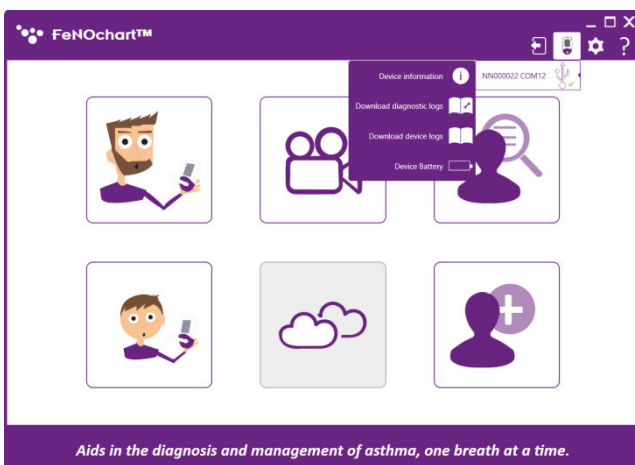 FeNOchart™
?
Device information i
NN000022 COM12
Download diagnostic logs
Download device logs
Device Battery
Aids in the diagnosis and management of asthma, one breath at a time.